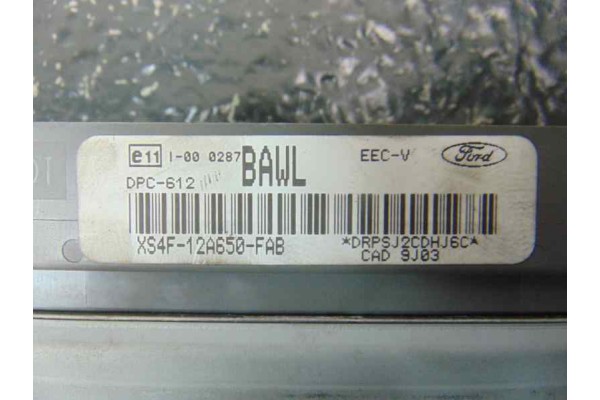 e11 I-00 0287 BAWL EEC-V Ford
DPC-612
XS4F-12A650-FAB *DRPSJ2CDHJ6C*
CAD 9J03